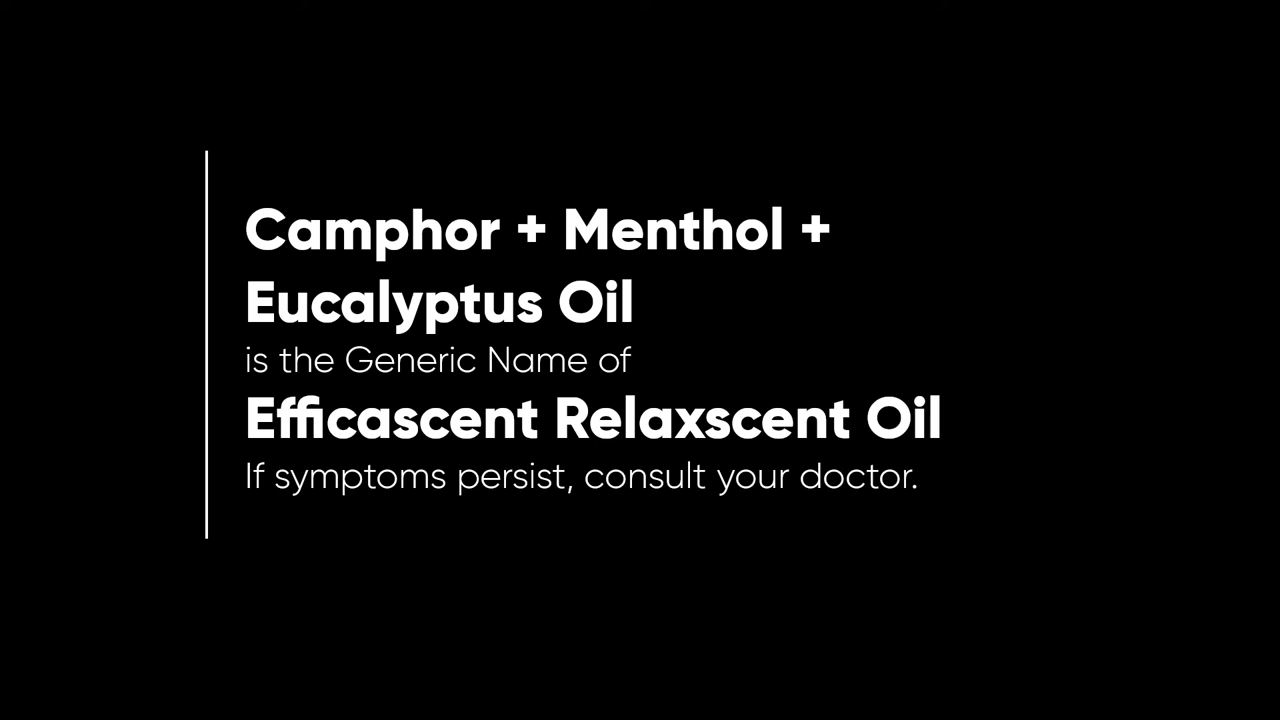 Camphor + Menthol +
Eucalyptus Oil
is the Generic Name of
Efficascent Relaxscent Oil
If symptoms persist, consult your doctor.